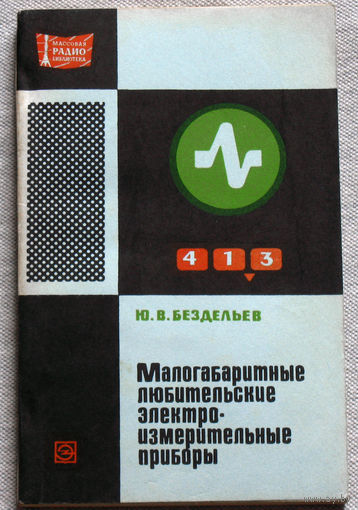 МАССОВАЯ
РАДИО
БИБЛИОТЕКА
4 1 3
Ю. В. БЕЗДЕЛЬЕВ
Малогабаритные
любительские
электро-
измерительные
приборы